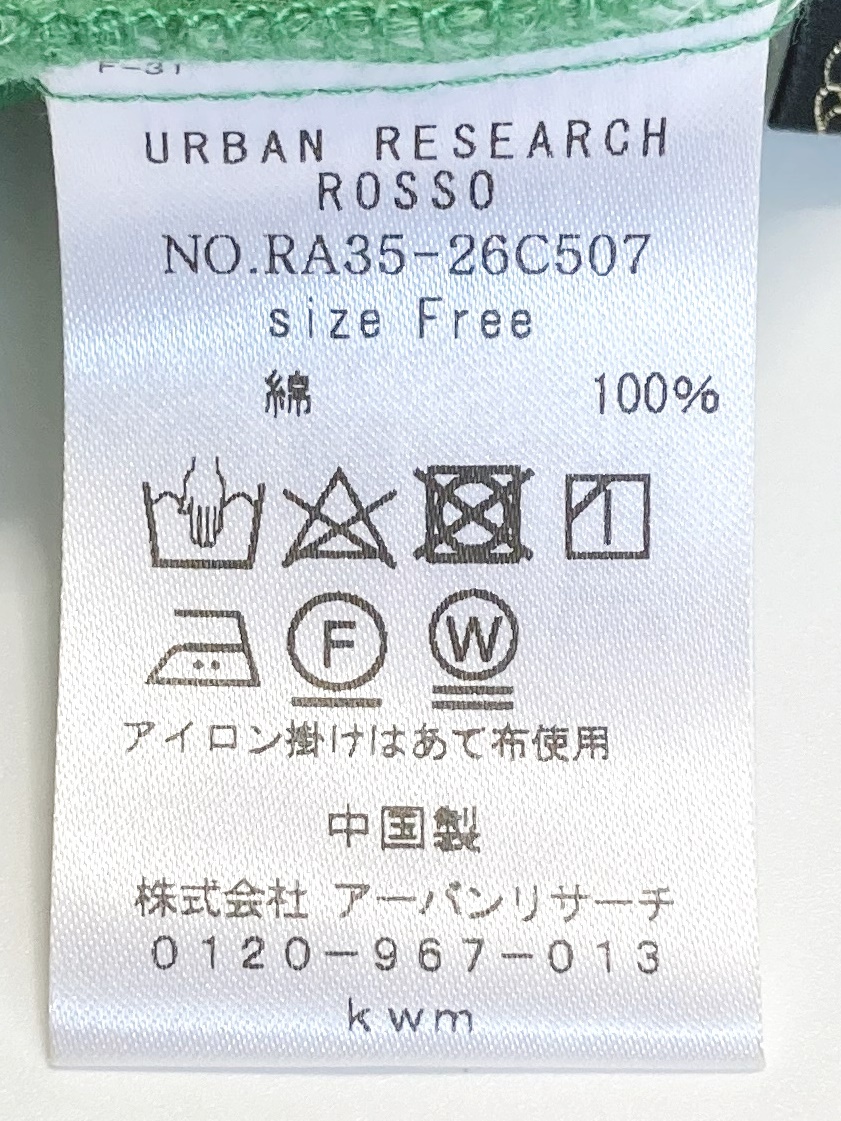 F-31
URBAN RESEARCH
ROSSO
NO.RA35-26C507
size Free
綿 100%
F W
アイロン掛けはあて布使用
中国製
株式会社 アーバンリサーチ
0120-967-013
kwm